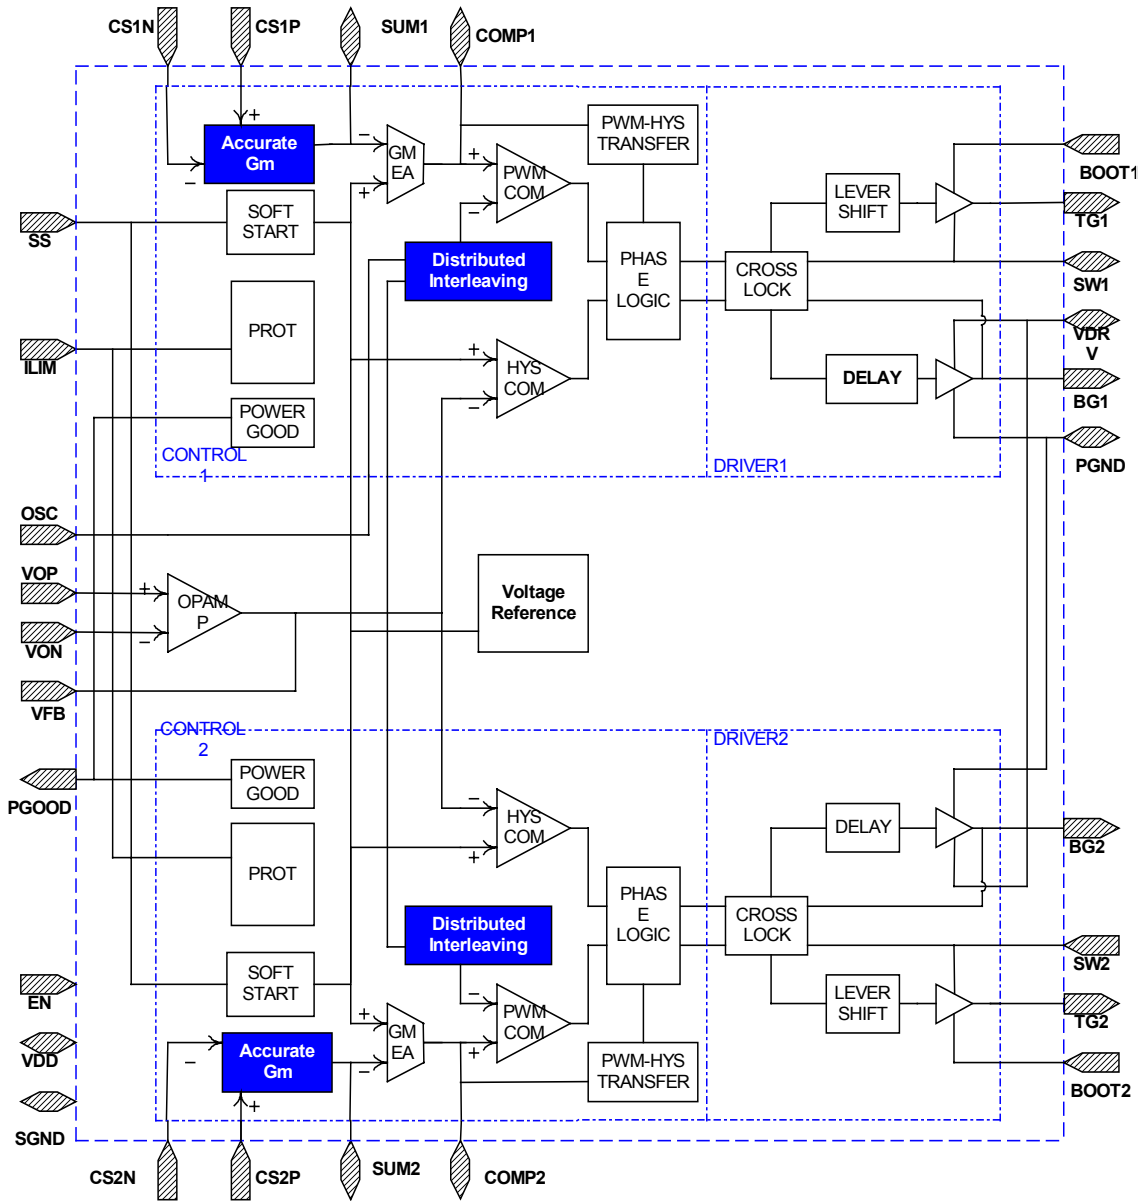 CS1N
CS1P
SUM1
COMP1
+
Accurate
Gm
−
−
GM
EA
+
+
PWM
COM
−
PWM-HYS
TRANSFER
BOOT1
LEVER
SHIFT
TG1
SOFT
START
SS
Distributed
Interleaving
PHAS
E
LOGIC
CROSS
LOCK
SW1
PROT
ILIM
+
HYS
COM
−
VDR
V
DELAY
BG1
POWER
GOOD
CONTROL
1
DRIVER1
PGND
OSC
VOP
+
OPAM
P
VON
−
Voltage
Reference
VFB
CONTROL
2
DRIVER2
POWER
GOOD
PGOOD
−
HYS
COM
+
DELAY
BG2
PROT
PHAS
E
LOGIC
CROSS
LOCK
Distributed
Interleaving
SW2
SOFT
START
EN
−
PWM
COM
+
LEVER
SHIFT
TG2
+
GM
EA
−
Accurate
Gm
−
+
PWM-HYS
TRANSFER
VDD
BOOT2
SGND
CS2N
CS2P
SUM2
COMP2